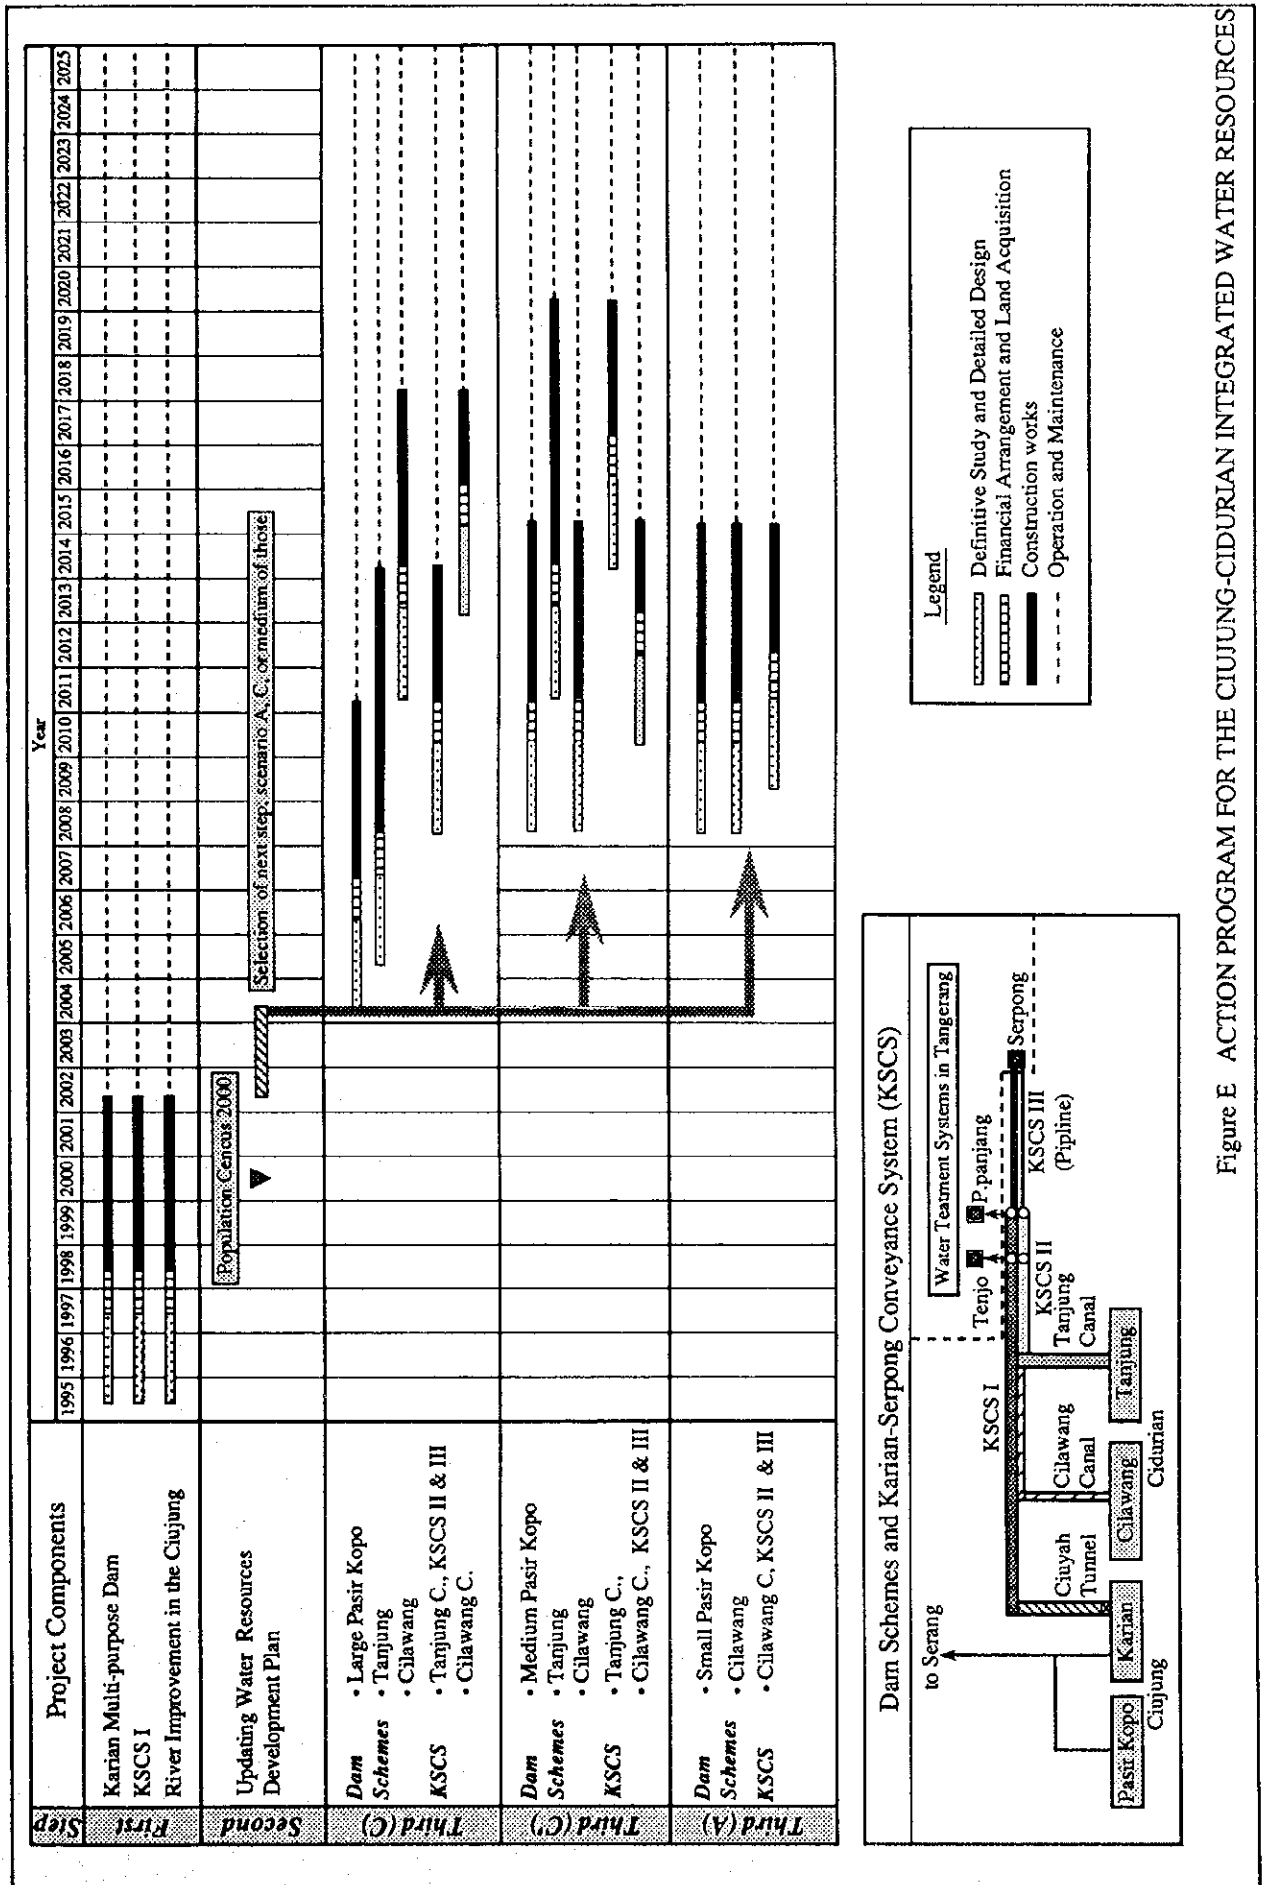 Step
Project Components
Year
1995 1996 1997 1998 1999 2000 2001 2002 2003 2004 2005 2006 2007 2008 2009 2010 2011 2012 2013 2014 2015 2016 2017 2018 2019 2020 2021 2022 2023 2024 2025
First
Karian Multi-purpose Dam
KSCS I
River Improvement in the Ciujung
Second
Updating Water Resources
Development Plan
Population Cencus 2000
Selection of next step; scenario A, C, or medium of those
Third (C)
Dam
Schemes
• Large Pasir Kopo
• Tanjung
• Cilawang
KSCS
• Tanjung C., KSCS II & III
• Cilawang C.
Third (C')
Dam
Schemes
• Medium Pasir Kopo
• Tanjung
• Cilawang
KSCS
• Tanjung C.,
• Cilawang C., KSCS II & III
Third (A)
Dam
Schemes
• Small Pasir Kopo
• Cilawang
KSCS
• Cilawang C, KSCS II & III
Dam Schemes and Karian-Serpong Conveyance System (KSCS)
to Serang
Water Teatment Systems in Tangerang
Tenjo
P.panjang
Serpong
KSCS I
KSCS II
KSCS III
(Pipline)
Ciuyah
Tunnel
Cilawang
Canal
Tanjung
Canal
Pasir Kopo
Karian
Cilawang
Tanjung
Ciujung
Cidurian
Legend
Definitive Study and Detailed Design
Financial Arrangement and Land Acquisition
Construction works
Operation and Maintenance
Figure E ACTION PROGRAM FOR THE CIUJUNG-CIDURIAN INTEGRATED WATER RESOURCES